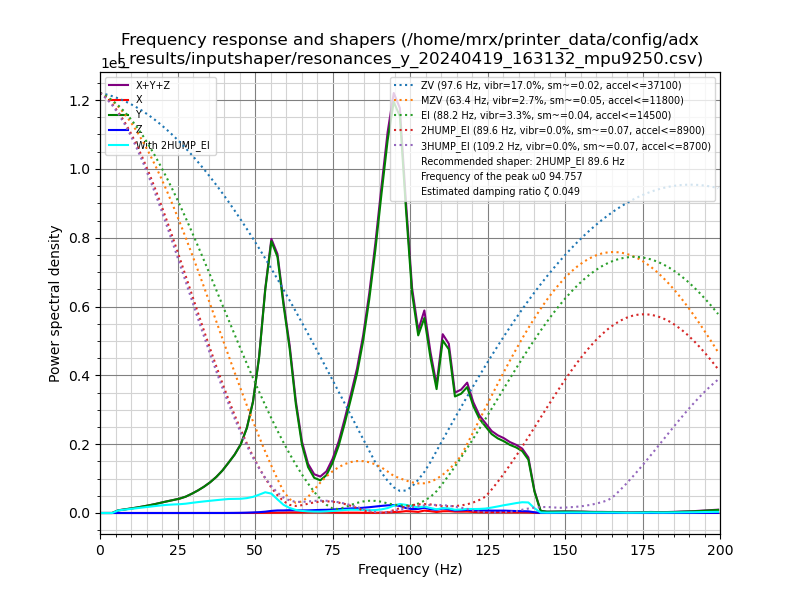 Frequency response and shapers (/home/mrx/printer_data/config/adx
l_results/inputshaper/resonances_y_20240419_163132_mpu9250.csv)
1e5
X+Y+Z
X
Y
Z
With 2HUMP_EI
ZV (97.6 Hz, vibr=17.0%, sm~=0.02, accel<=37100)
MZV (63.4 Hz, vibr=2.7%, sm~=0.05, accel<=11800)
EI (88.2 Hz, vibr=3.3%, sm~=0.04, accel<=14500)
2HUMP_EI (89.6 Hz, vibr=0.0%, sm~=0.07, accel<=8900)
3HUMP_EI (109.2 Hz, vibr=0.0%, sm~=0.07, accel<=8700)
Recommended shaper: 2HUMP_EI 89.6 Hz
Frequency of the peak ω0 94.757
Estimated damping ratio ζ 0.049
1.2
1.0
0.8
0.6
0.4
0.2
0.0
Power spectral density
0 25 50 75 100 125 150 175 200
Frequency (Hz)